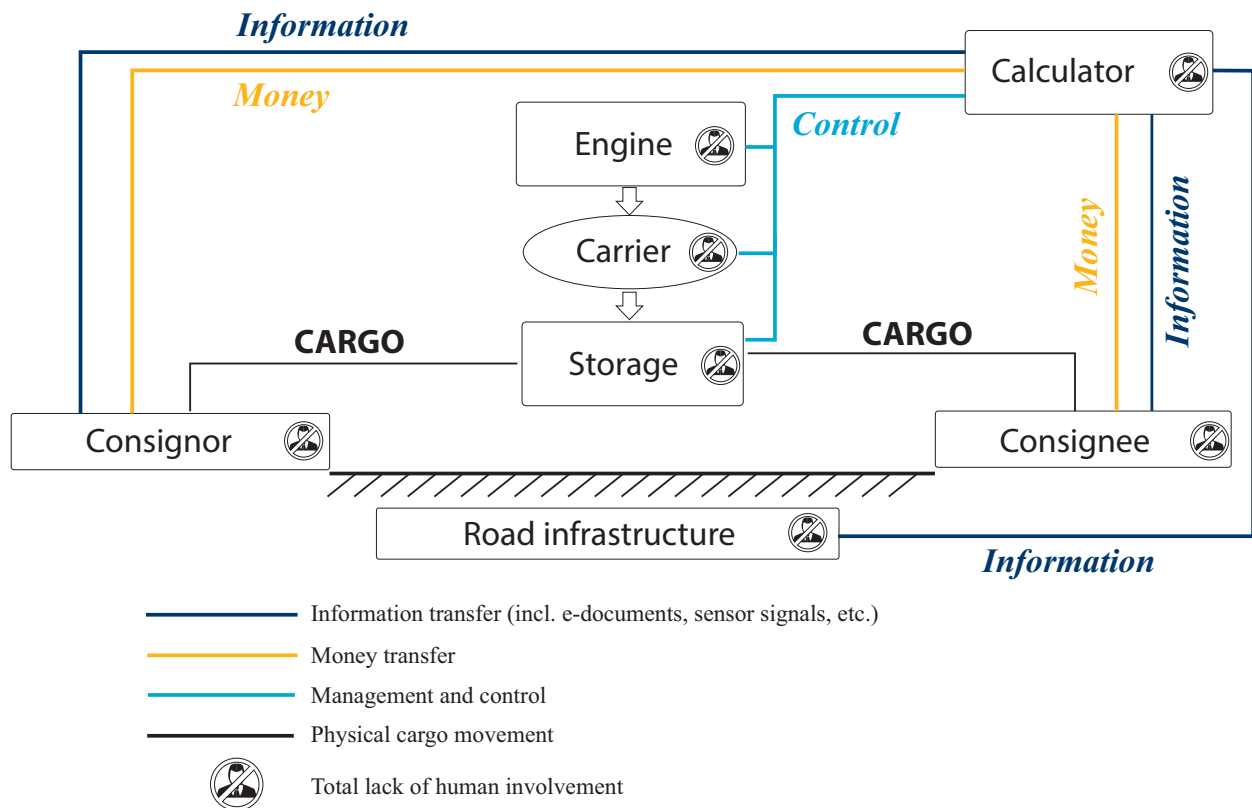 Information
Calculator
Money
Control
Engine
Money
Information
Carrier
CARGO
CARGO
Storage
Consignor
Consignee
Road infrastructure
Information
Information transfer (incl. e-documents, sensor signals, etc.)
Money transfer
Management and control
Physical cargo movement
Total lack of human involvement